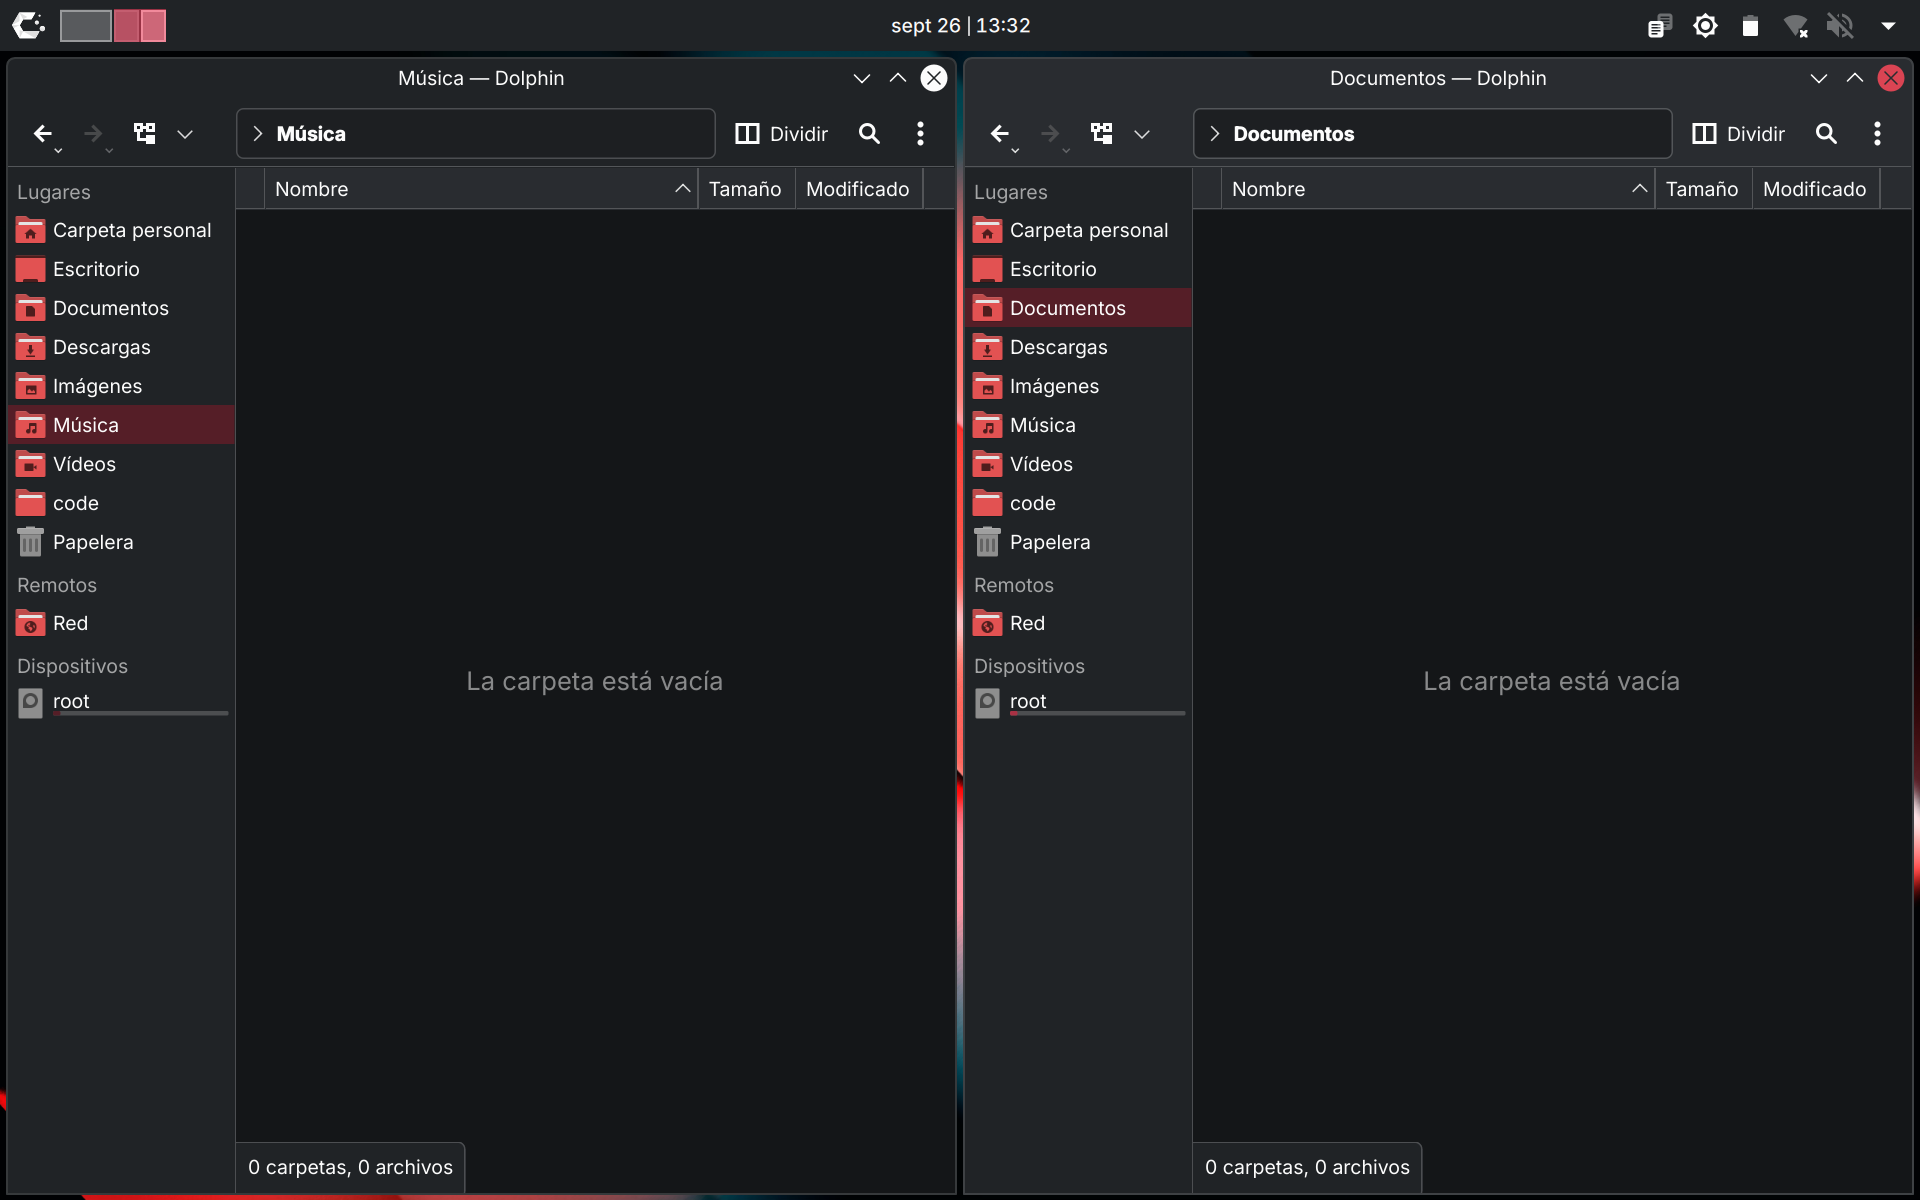 sept 26 | 13:32
Música — Dolphin
Música
Dividir
Lugares
Carpeta personal
Escritorio
Documentos
Descargas
Imágenes
Música
Vídeos
code
Papelera
Remotos
Red
Dispositivos
root
Nombre Tamaño Modificado
La carpeta está vacía
0 carpetas, 0 archivos
Documentos — Dolphin
Documentos
Dividir
Lugares
Carpeta personal
Escritorio
Documentos
Descargas
Imágenes
Música
Vídeos
code
Papelera
Remotos
Red
Dispositivos
root
Nombre Tamaño Modificado
La carpeta está vacía
0 carpetas, 0 archivos